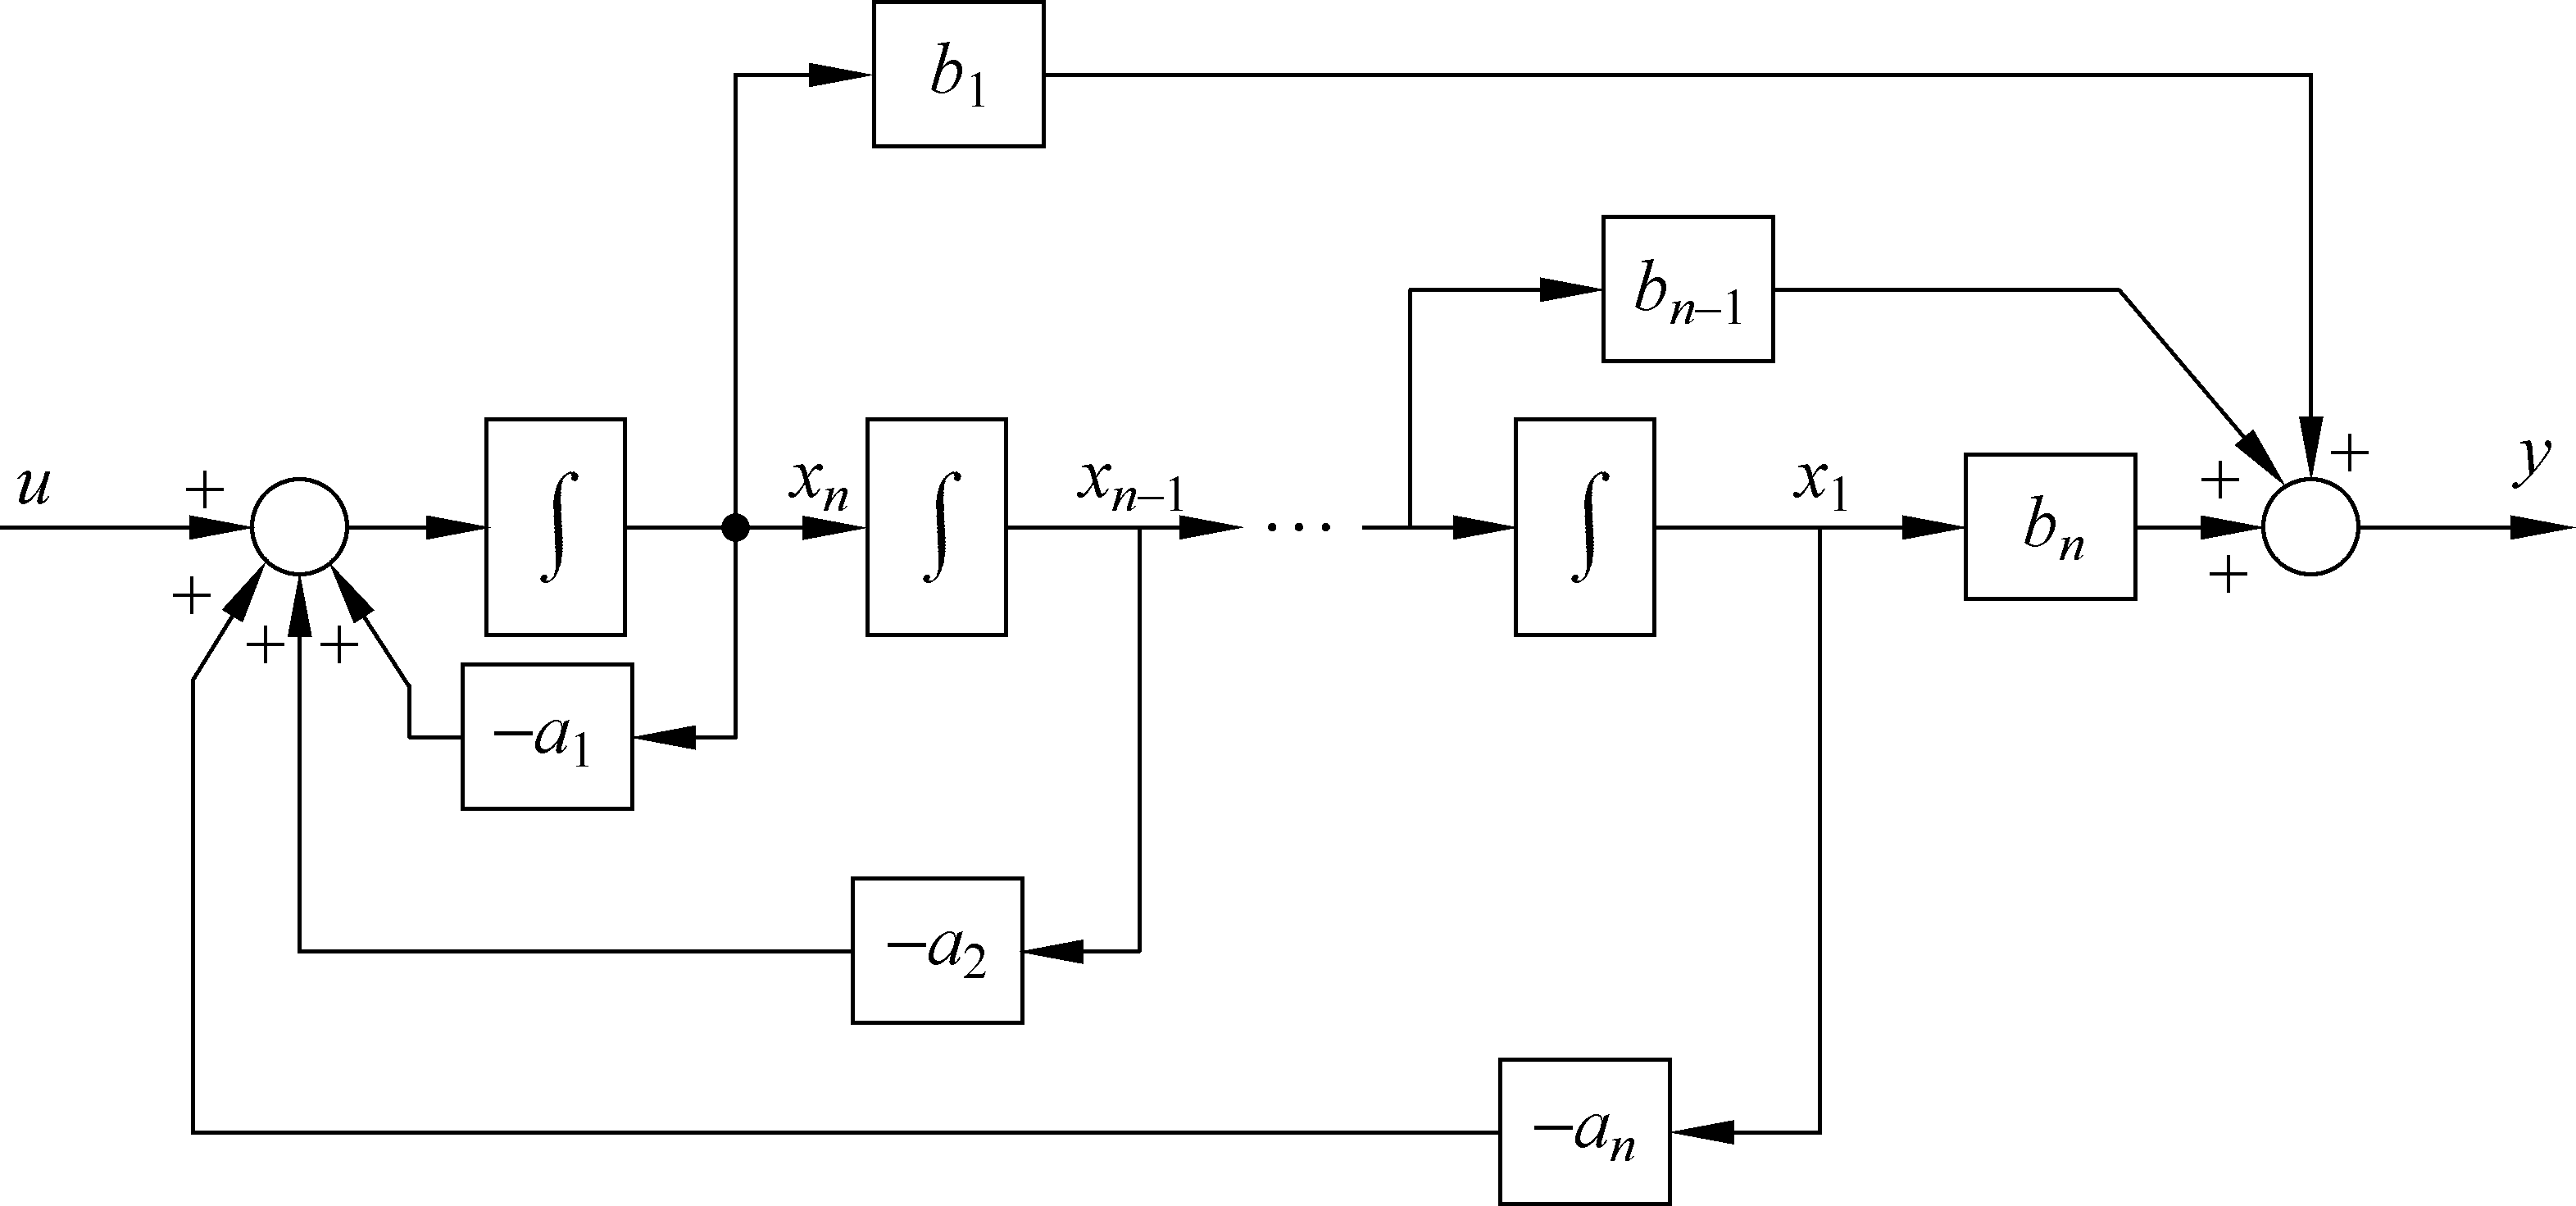 b₁
bₙ₋₁
u + ∫ xₙ ∫ xₙ₋₁ ··· ∫ x₁ bₙ + + + y
+ + +
−a₁
−a₂
−aₙ